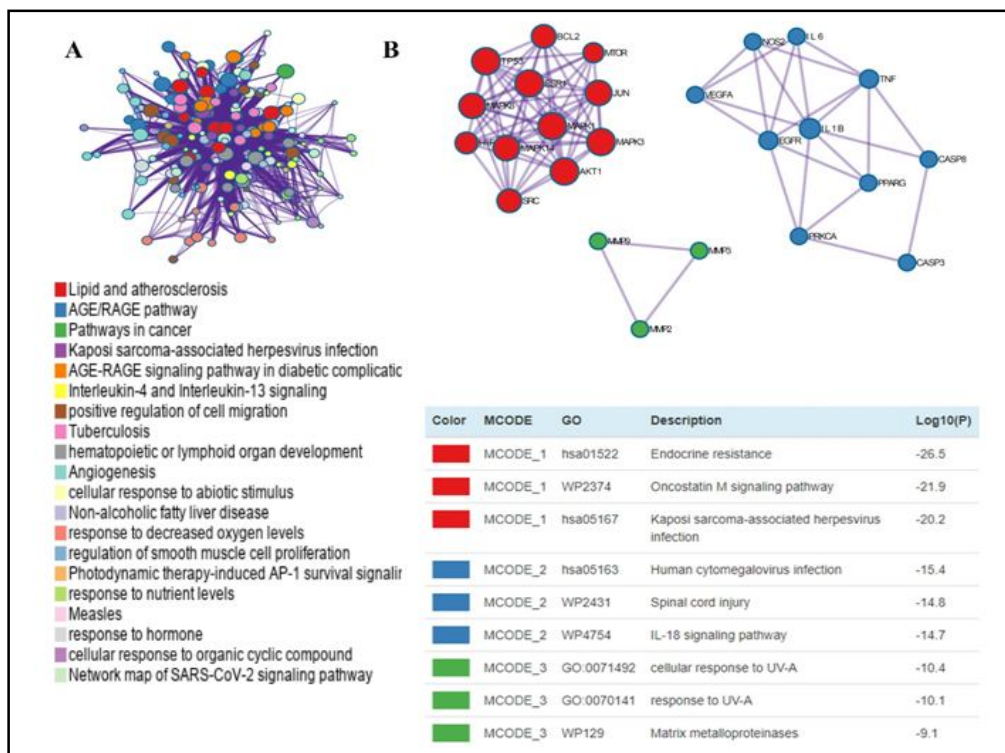 A
B
BCL2
MTOR
TP53
ESR1
JUN
MAPK8
MAPK1
MAPK3
MAPK14
AKT1
SRC
NOS2
IL6
TNF
VEGFA
IL1B
EGFR
CASP8
PPARG
PRKCA
CASP3
MMP9
MMP2
Lipid and atherosclerosis
AGE/RAGE pathway
Pathways in cancer
Kaposi sarcoma-associated herpesvirus infection
AGE-RAGE signaling pathway in diabetic complicatic
Interleukin-4 and Interleukin-13 signaling
positive regulation of cell migration
Tuberculosis
hematopoietic or lymphoid organ development
Angiogenesis
cellular response to abiotic stimulus
Non-alcoholic fatty liver disease
response to decreased oxygen levels
regulation of smooth muscle cell proliferation
Photodynamic therapy-induced AP-1 survival signalir
response to nutrient levels
Measles
response to hormone
cellular response to organic cyclic compound
Network map of SARS-CoV-2 signaling pathway
Color MCODE GO Description Log10(P)
MCODE_1 hsa01522 Endocrine resistance -26.5
MCODE_1 WP2374 Oncostatin M signaling pathway -21.9
MCODE_1 hsa05167 Kaposi sarcoma-associated herpesvirus -20.2
infection
MCODE_2 hsa05163 Human cytomegalovirus infection -15.4
MCODE_2 WP2431 Spinal cord injury -14.8
MCODE_2 WP4754 IL-18 signaling pathway -14.7
MCODE_3 GO:0071492 cellular response to UV-A -10.4
MCODE_3 GO:0070141 response to UV-A -10.1
MCODE_3 WP129 Matrix metalloproteinases -9.1